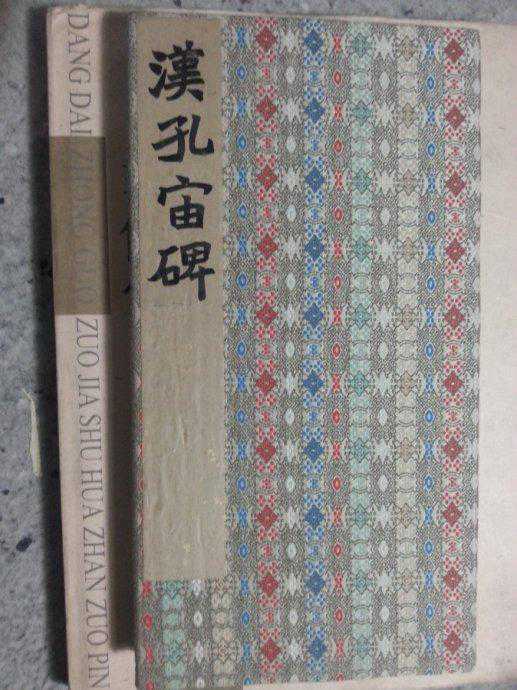 漢孔宙碑
DANG DAI ZHONG GUO ZUO JIA SHU HUA ZHAN ZUO PIN